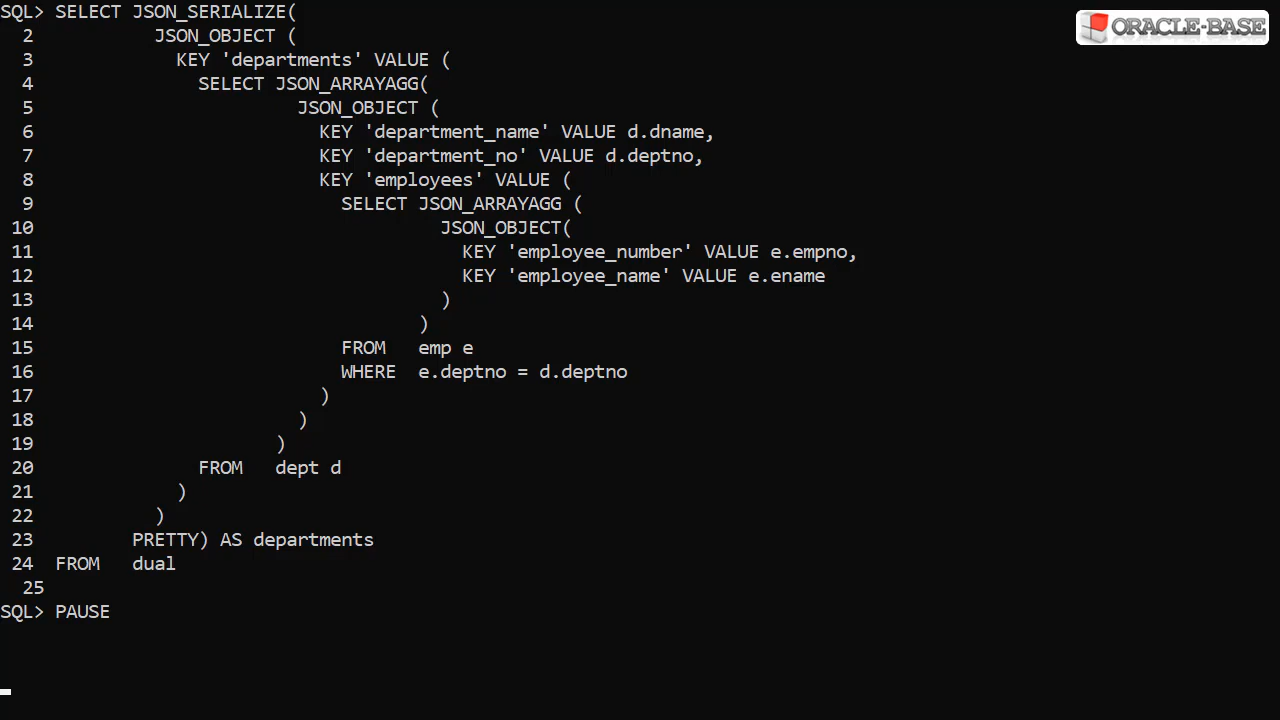 SQL> SELECT JSON_SERIALIZE(
ORACLE-BASE
2 JSON_OBJECT (
3 KEY 'departments' VALUE (
4 SELECT JSON_ARRAYAGG(
5 JSON_OBJECT (
6 KEY 'department_name' VALUE d.dname,
7 KEY 'department_no' VALUE d.deptno,
8 KEY 'employees' VALUE (
9 SELECT JSON_ARRAYAGG (
10 JSON_OBJECT(
11 KEY 'employee_number' VALUE e.empno,
12 KEY 'employee_name' VALUE e.ename
13 )
14 )
15 FROM emp e
16 WHERE e.deptno = d.deptno
17 )
18 )
19 )
20 FROM dept d
21 )
22 )
23 PRETTY) AS departments
24 FROM dual
25
SQL> PAUSE